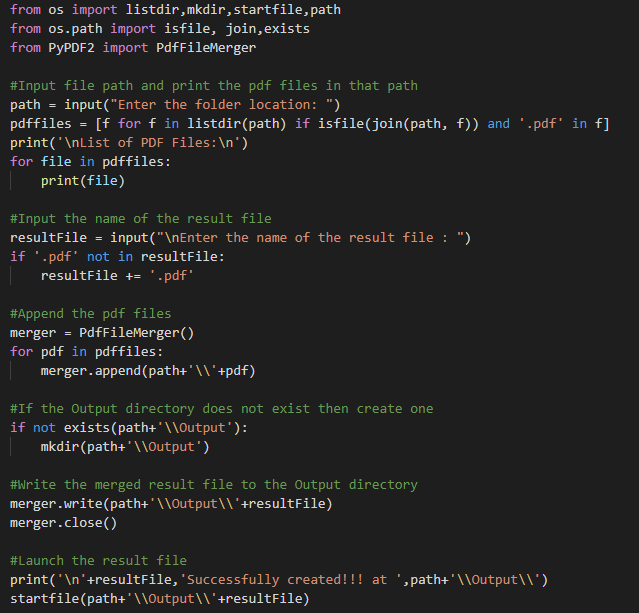 from os import listdir,mkdir,startfile,path
from os.path import isfile, join,exists
from PyPDF2 import PdfFileMerger

#Input file path and print the pdf files in that path
path = input("Enter the folder location: ")
pdffiles = [f for f in listdir(path) if isfile(join(path, f)) and '.pdf' in f]
print('\nList of PDF Files:\n')
for file in pdffiles:
    print(file)

#Input the name of the result file
resultFile = input("\nEnter the name of the result file : ")
if '.pdf' not in resultFile:
    resultFile += '.pdf'

#Append the pdf files
merger = PdfFileMerger()
for pdf in pdffiles:
    merger.append(path+'\\'+pdf)

#If the Output directory does not exist then create one
if not exists(path+'\\Output'):
    mkdir(path+'\\Output')

#Write the merged result file to the Output directory
merger.write(path+'\\Output\\'+resultFile)
merger.close()

#Launch the result file
print('\n'+resultFile,'Successfully created!!! at ',path+'\\Output\\')
startfile(path+'\\Output\\'+resultFile)